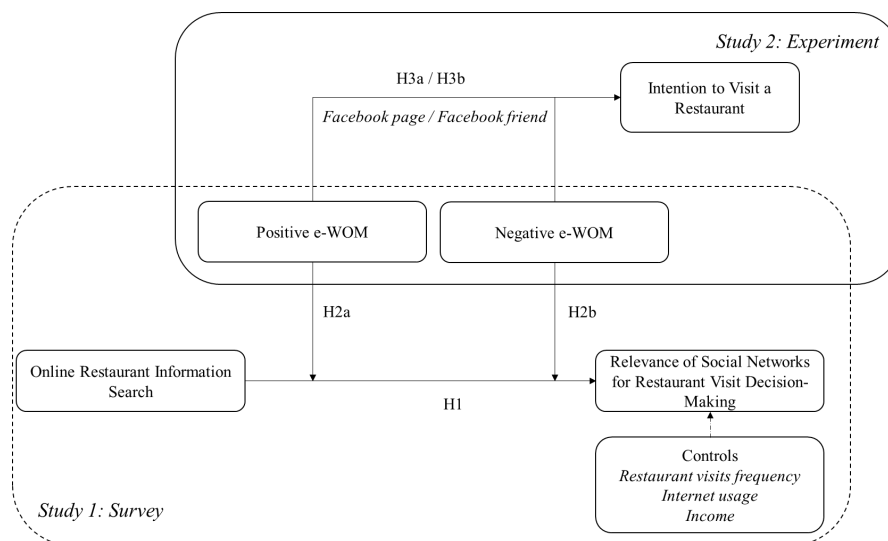 Study 2: Experiment
H3a / H3b
Intention to Visit a
Restaurant
Facebook page / Facebook friend
Positive e-WOM
Negative e-WOM
H2a
H2b
Online Restaurant Information
Search
Relevance of Social Networks
for Restaurant Visit Decision-
Making
H1
Controls
Restaurant visits frequency
Internet usage
Income
Study 1: Survey